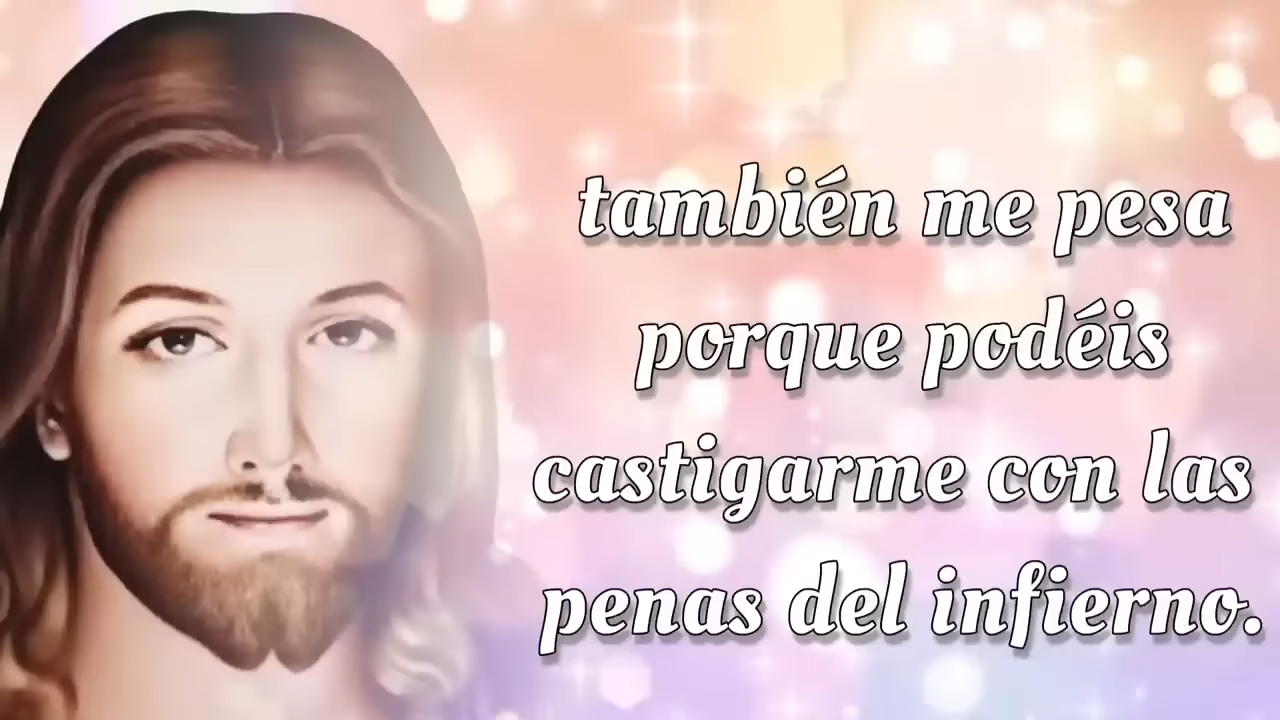 también me pesa
porque podéis
castigarme con las
penas del infierno.